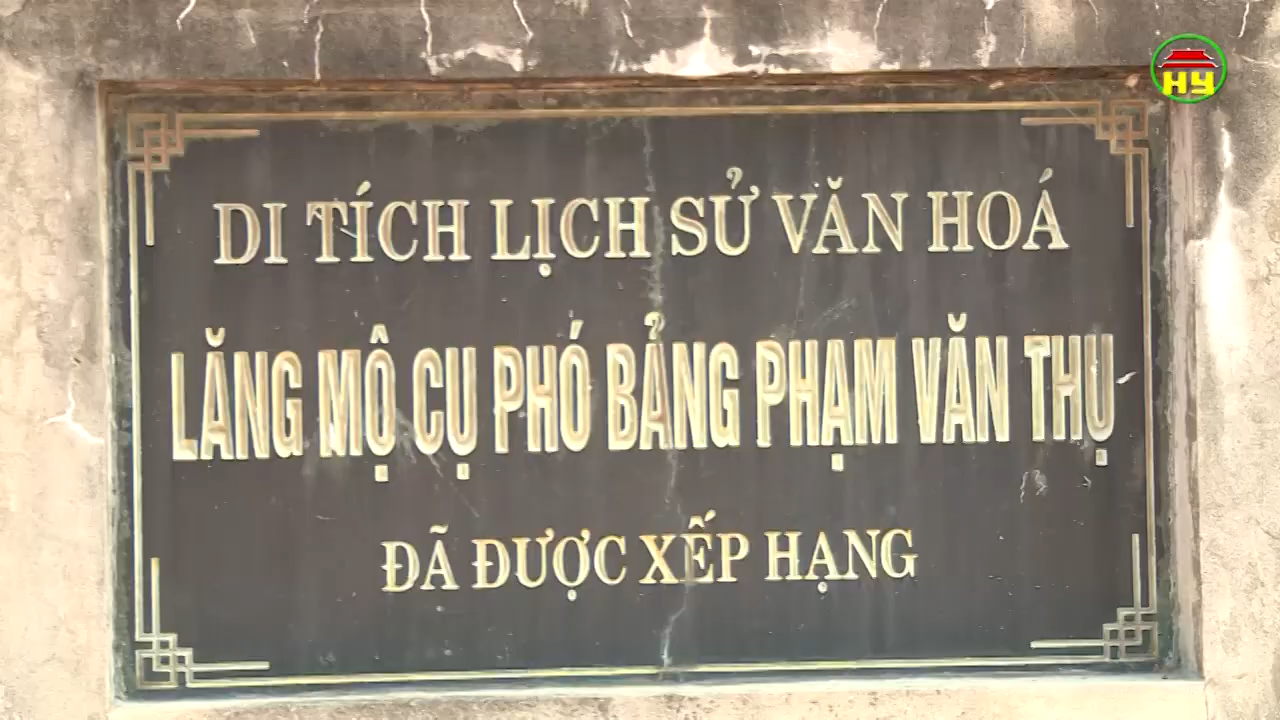 HY
DI TÍCH LỊCH SỬ VĂN HOÁ
LĂNG MỘ CỤ PHÓ BẢNG PHẠM VĂN THỤ
ĐÃ ĐƯỢC XẾP HẠNG